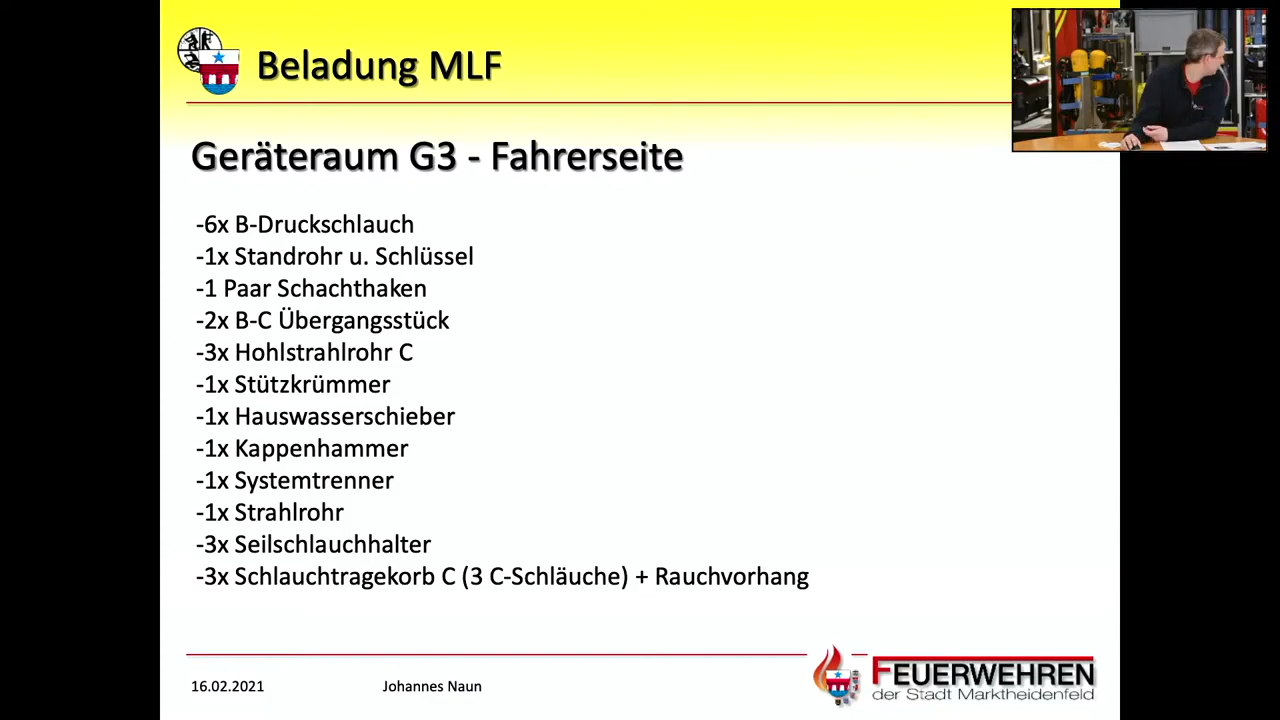 Beladung MLF
Geräteraum G3 - Fahrerseite
-6x B-Druckschlauch
-1x Standrohr u. Schlüssel
-1 Paar Schachthaken
-2x B-C Übergangsstück
-3x Hohlstrahlrohr C
-1x Stützkrümmer
-1x Hauswasserschieber
-1x Kappenhammer
-1x Systemtrenner
-1x Strahlrohr
-3x Seilschlauchhalter
-3x Schlauchtragekorb C (3 C-Schläuche) + Rauchvorhang
16.02.2021
Johannes Naun
FEUERWEHREN
der Stadt Marktheidenfeld